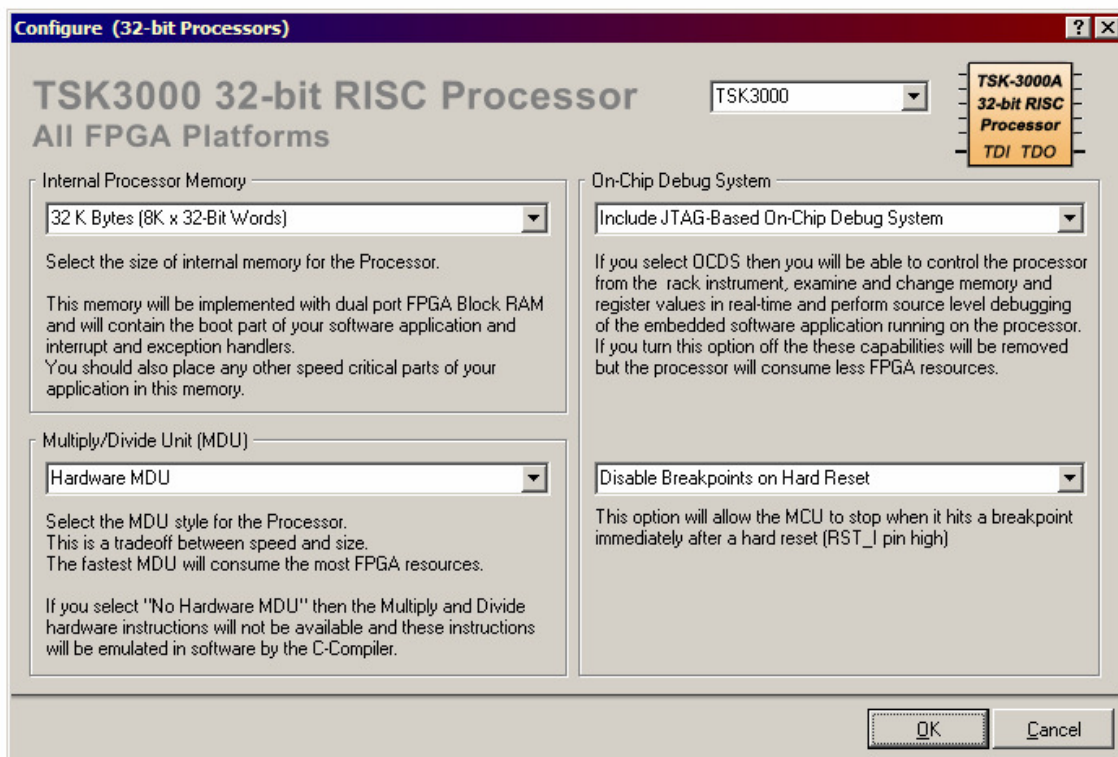 Configure (32-bit Processors)
TSK3000 32-bit RISC Processor
All FPGA Platforms
TSK3000
TSK-3000A
32-bit RISC
Processor
TDI TDO
Internal Processor Memory
32 K Bytes (8K x 32-Bit Words)
Select the size of internal memory for the Processor.
This memory will be implemented with dual port FPGA Block RAM
and will contain the boot part of your software application and
interrupt and exception handlers.
You should also place any other speed critical parts of your
application in this memory.
Multiply/Divide Unit (MDU)
Hardware MDU
Select the MDU style for the Processor.
This is a tradeoff between speed and size.
The fastest MDU will consume the most FPGA resources.
If you select "No Hardware MDU" then the Multiply and Divide
hardware instructions will not be available and these instructions
will be emulated in software by the C-Compiler.
On-Chip Debug System
Include JTAG-Based On-Chip Debug System
If you select OCDS then you will be able to control the processor
from the rack instrument, examine and change memory and
register values in real-time and perform source level debugging
of the embedded software application running on the processor.
If you turn this option off the these capabilities will be removed
but the processor will consume less FPGA resources.
Disable Breakpoints on Hard Reset
This option will allow the MCU to stop when it hits a breakpoint
immediately after a hard reset (RST_I pin high)
OK
Cancel